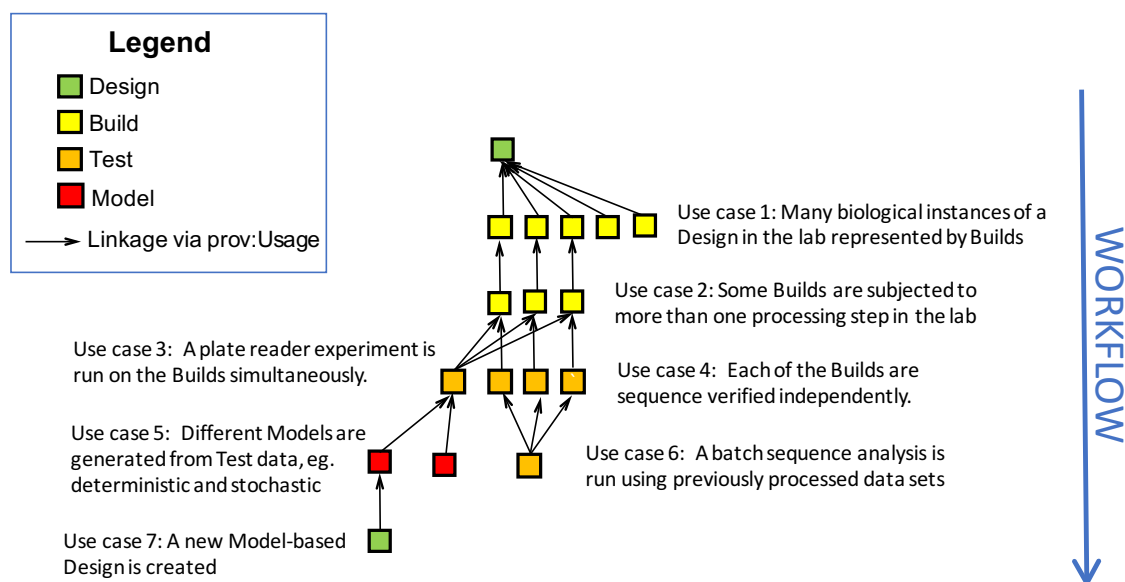 Legend
Design
Build
Test
Model
Linkage via prov:Usage
Use case 1: Many biological instances of a
Design in the lab represented by Builds
Use case 2: Some Builds are subjected to
more than one processing step in the lab
Use case 3:  A plate reader experiment is
run on the Builds simultaneously.
Use case 4:  Each of the Builds are
sequence verified independently.
Use case 5:  Different Models are
generated from Test data, eg.
deterministic and stochastic
Use case 6:  A batch sequence analysis is
run using previously processed data sets
Use case 7: A new Model-based
Design is created
WORKFLOW